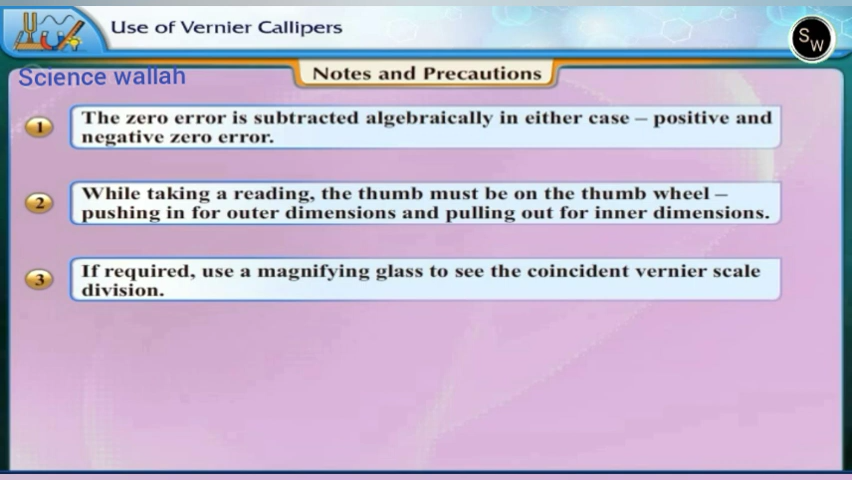 Use of Vernier Callipers
S
W
Science wallah
Notes and Precautions
1
The zero error is subtracted algebraically in either case – positive and
negative zero error.
2
While taking a reading, the thumb must be on the thumb wheel –
pushing in for outer dimensions and pulling out for inner dimensions.
3
If required, use a magnifying glass to see the coincident vernier scale
division.